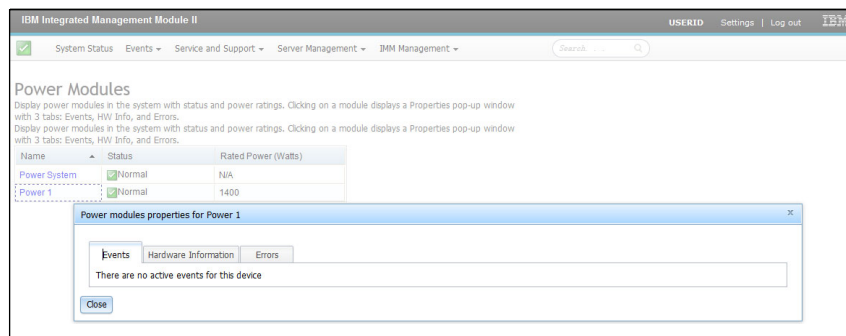 IBM Integrated Management Module II
USERID Settings | Log out IBM
System Status Events Service and Support Server Management IMM Management Search ...
Power Modules
Display power modules in the system with status and power ratings. Clicking on a module displays a Properties pop-up window
with 3 tabs: Events, HW Info, and Errors.
Display power modules in the system with status and power ratings. Clicking on a module displays a Properties pop-up window
with 3 tabs: Events, HW Info, and Errors.
Name Status Rated Power (Watts)
Power System Normal N/A
Power 1 Normal 1400
Power modules properties for Power 1 x
Events Hardware Information Errors
There are no active events for this device
Close